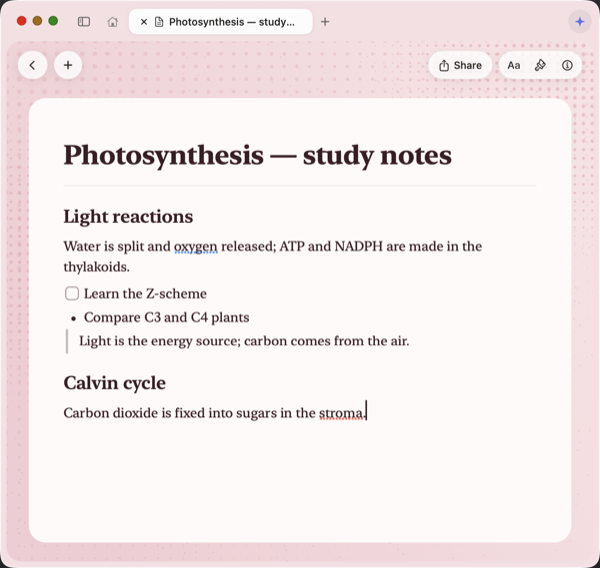 Photosynthesis — study...
Share
Aa
Photosynthesis — study notes
Light reactions
Water is split and oxygen released; ATP and NADPH are made in the
thylakoids.
Learn the Z-scheme
• Compare C3 and C4 plants
Light is the energy source; carbon comes from the air.
Calvin cycle
Carbon dioxide is fixed into sugars in the stroma.